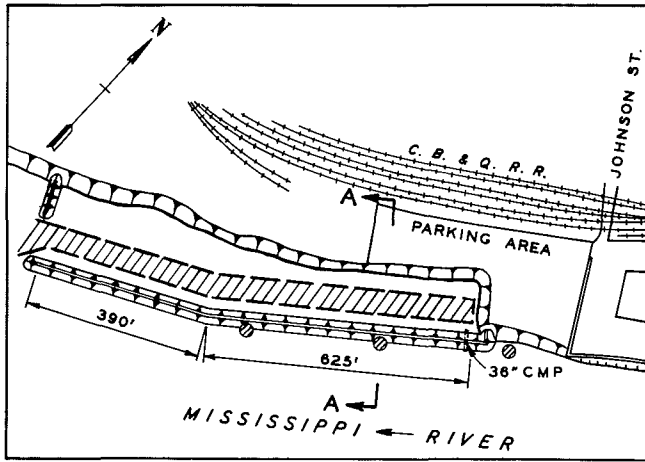 N
JOHNSON ST.
C. B. & Q. R. R.
A
PARKING AREA
390'
625'
36" CMP
A
MISSISSIPPI RIVER